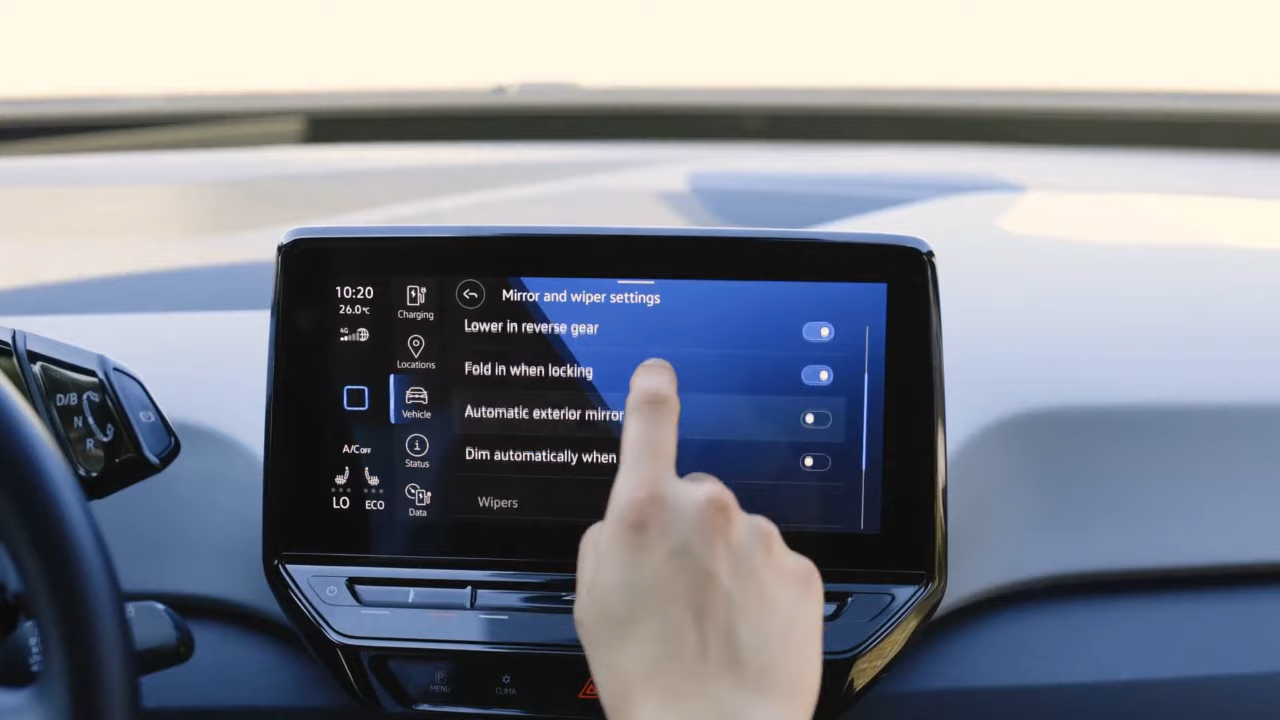 10:20
26.0°C
4G
A/C OFF
LO ECO
Charging
Locations
Vehicle
Status
Data
Mirror and wiper settings
Lower in reverse gear
Fold in when locking
Automatic exterior mirror
Dim automatically when
Wipers
D/B
N
R
P
MENU
CLIMA